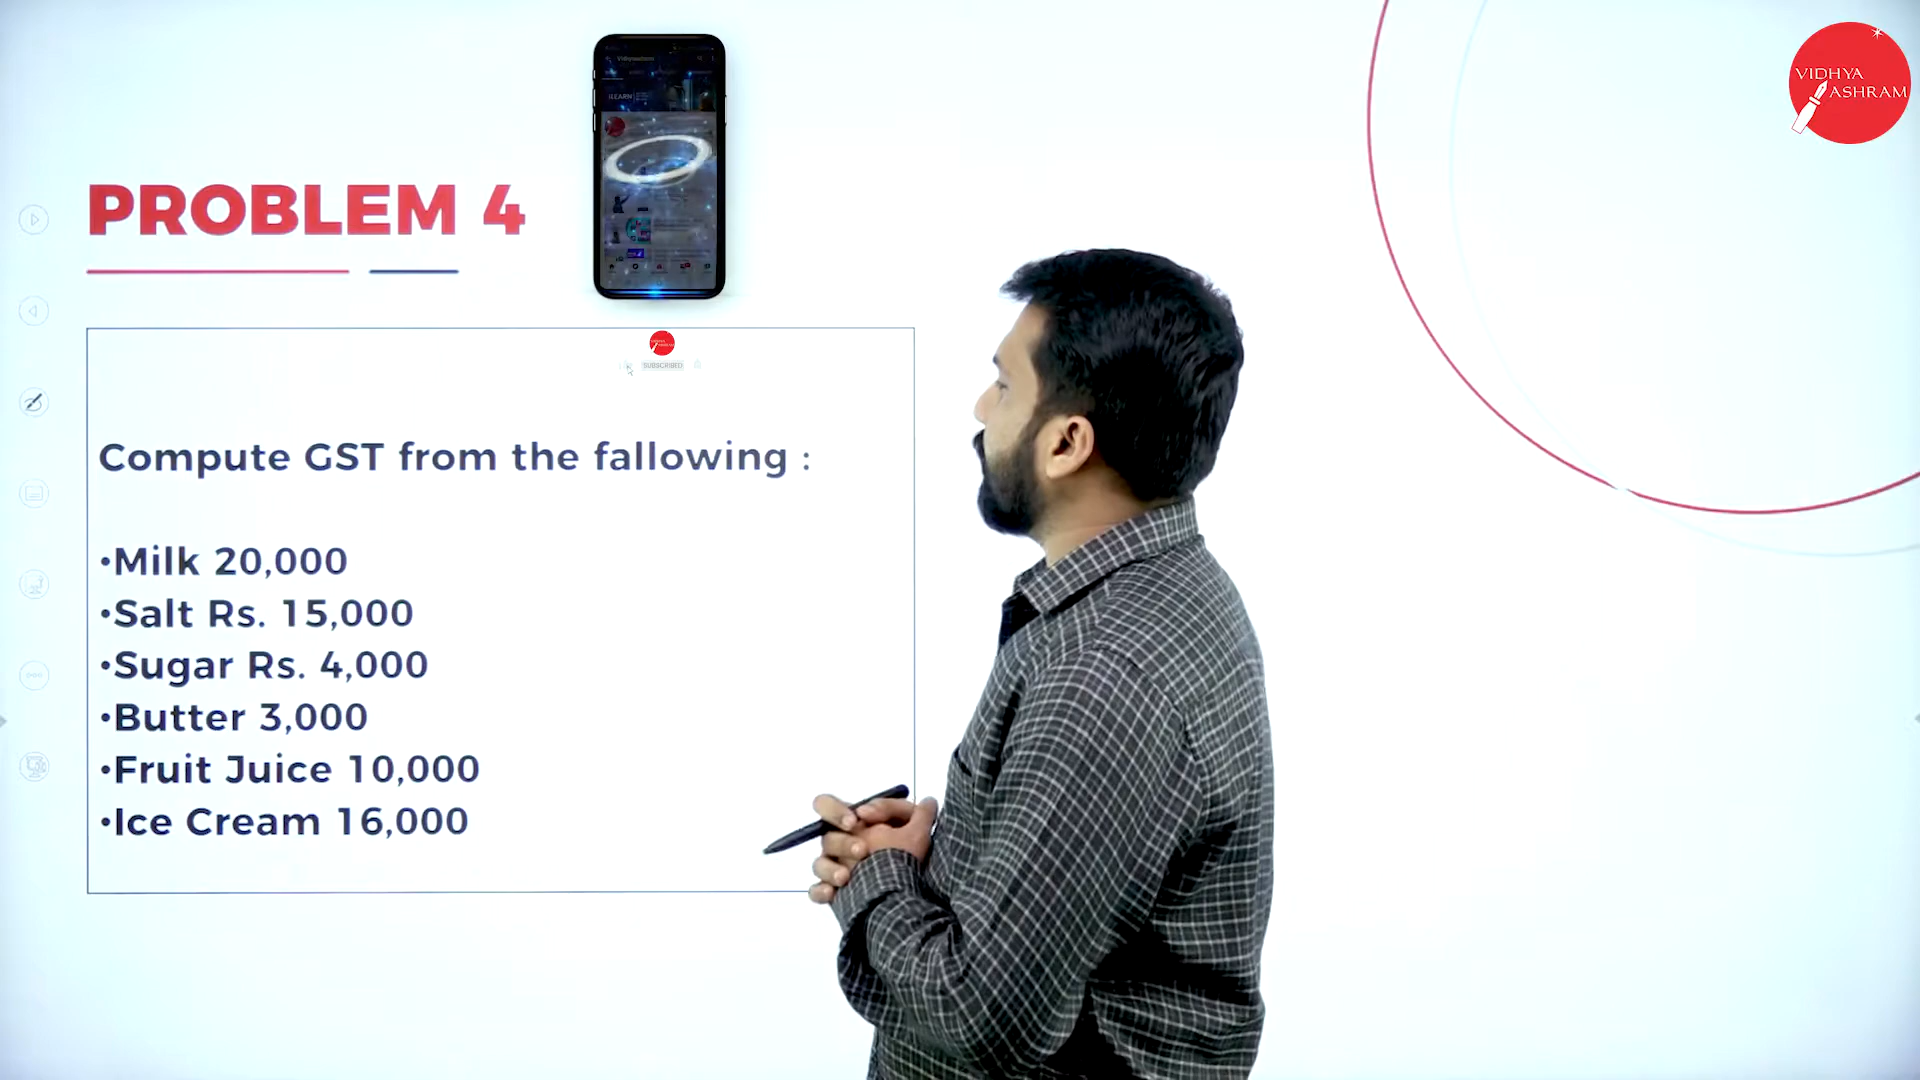 VIDHYA
ASHRAM
PROBLEM 4
SUBSCRIBED
Compute GST from the fallowing :
•Milk 20,000
•Salt Rs. 15,000
•Sugar Rs. 4,000
•Butter 3,000
•Fruit Juice 10,000
•Ice Cream 16,000